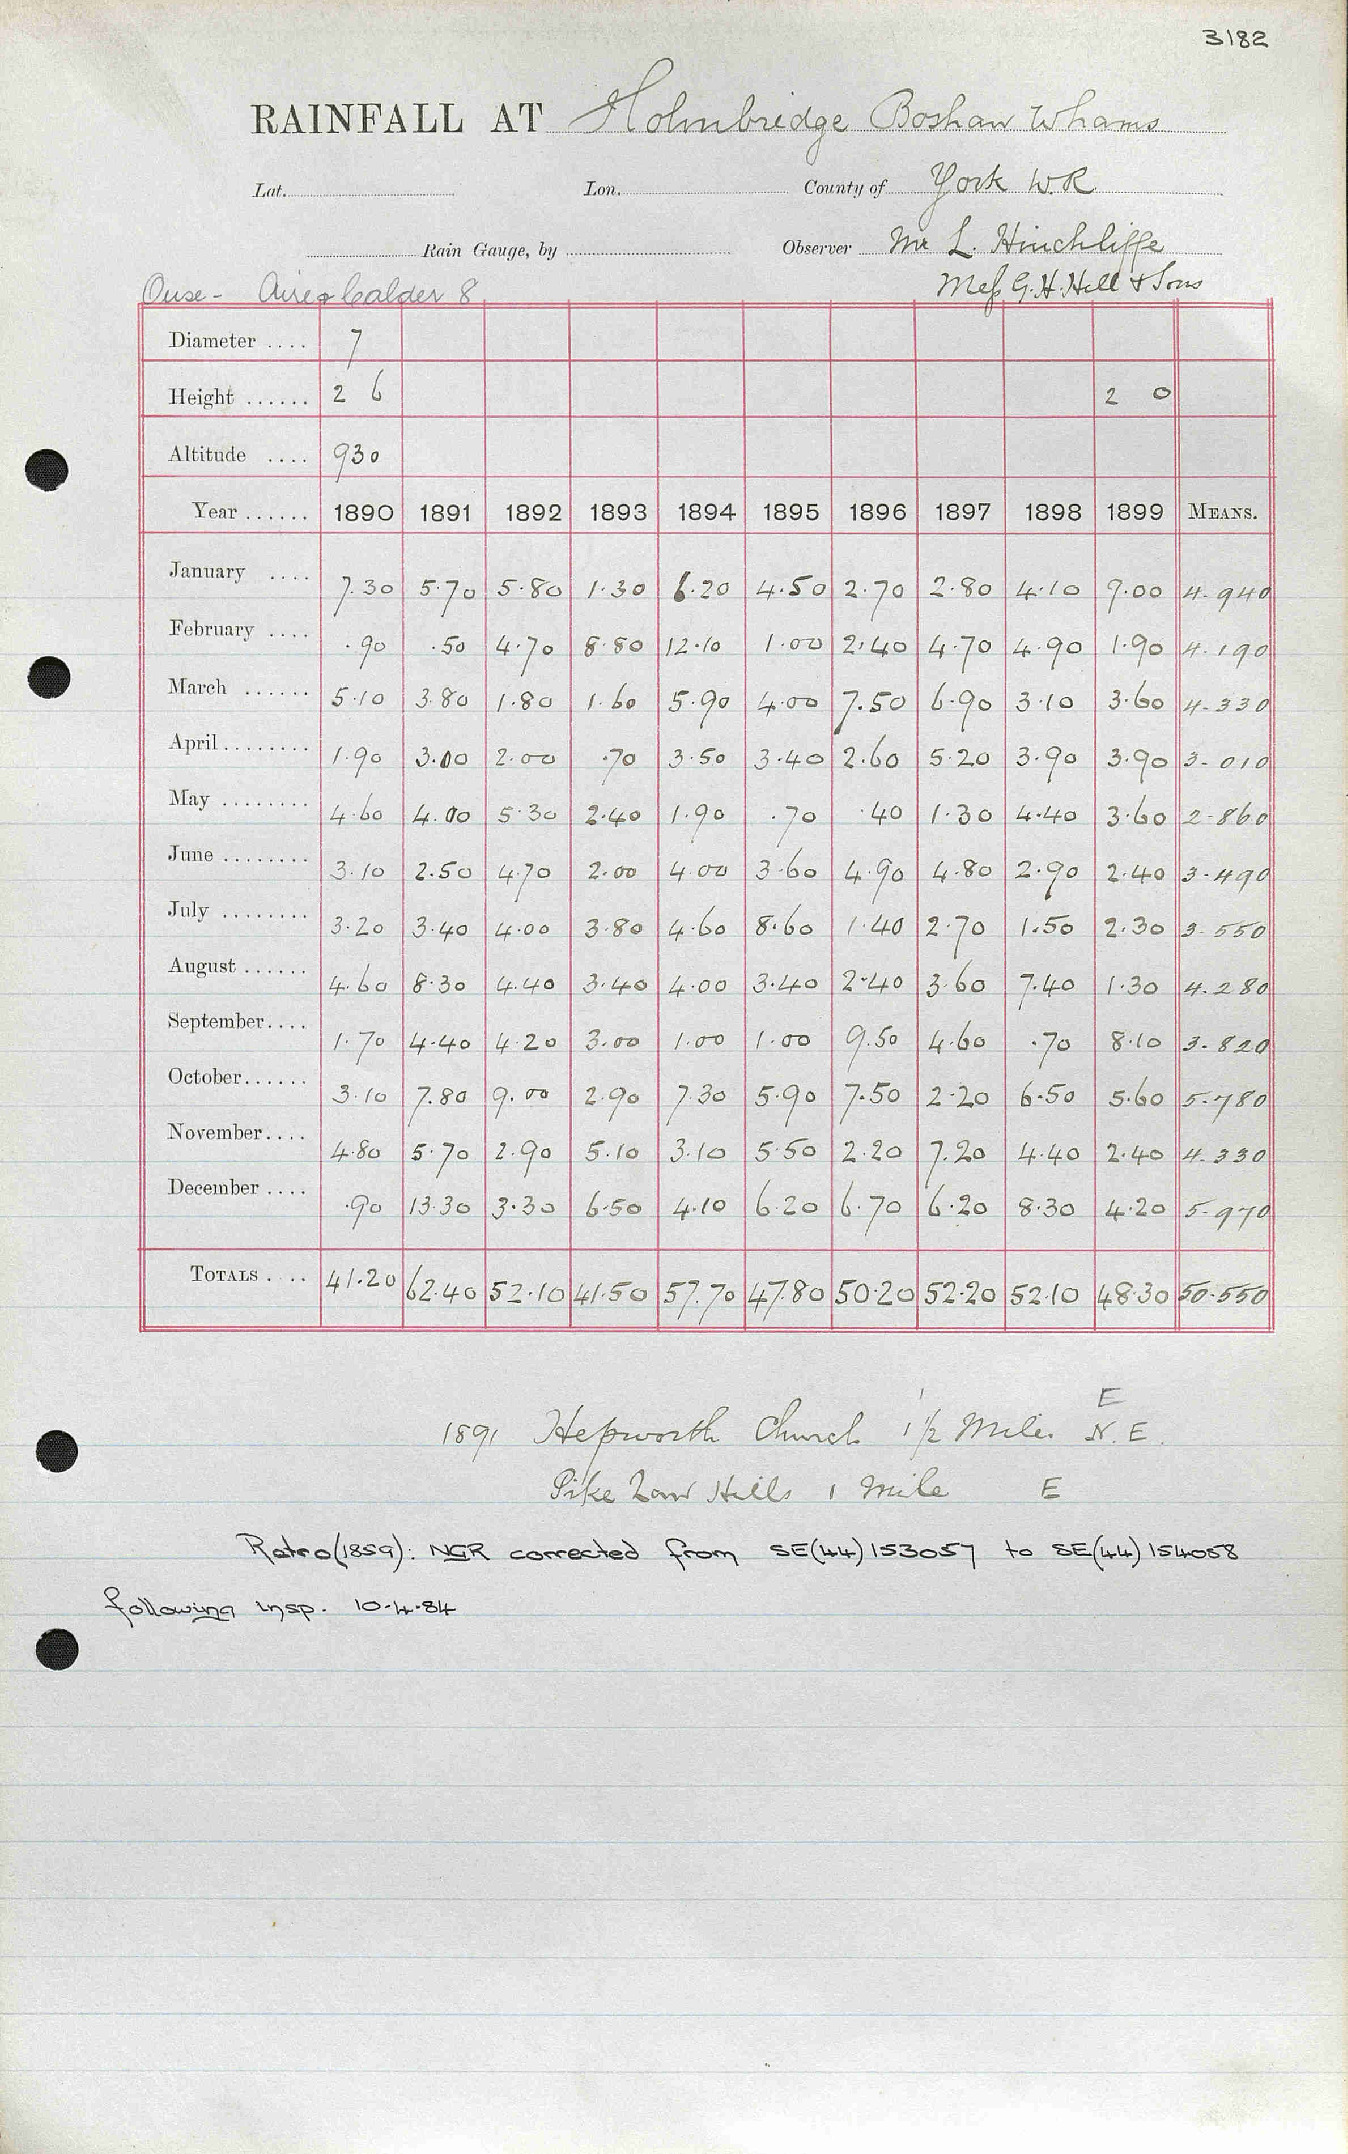 3182
RAINFALL AT Holmbridge Boshaw Whams
Lat. Lon. County of York W.R
Rain Gauge, by Observer Mr L. Hinchliffe
Mess G.H. Hill & Sons
Ouse - Aire & Calder 8
Diameter .... 7
Height ...... 2 6 2 0
Altitude .... 930
Year ...... 1890 1891 1892 1893 1894 1895 1896 1897 1898 1899 MEANS.
January .... 7.30 5.70 5.80 1.30 6.20 4.50 2.70 2.80 4.10 9.00 4.940
February .... .90 .50 4.70 8.80 12.10 1.00 2.40 4.70 4.90 1.90 4.190
March ...... 5.10 3.80 1.80 1.60 5.90 4.00 7.50 6.90 3.10 3.60 4.330
April ........ 1.90 3.00 2.00 .70 3.50 3.40 2.60 5.20 3.90 3.90 3.010
May ........ 4.60 4.00 5.30 2.40 1.90 .70 .40 1.30 4.40 3.60 2.860
June ........ 3.10 2.50 4.70 2.00 4.00 3.60 4.90 4.80 2.90 2.40 3.490
July ........ 3.20 3.40 4.00 3.80 4.60 8.60 1.40 2.70 1.50 2.30 3.550
August ...... 4.60 8.30 4.40 3.40 4.00 3.40 2.40 3.60 7.40 1.30 4.280
September .... 1.70 4.40 4.20 3.00 1.00 1.00 9.50 4.60 .70 8.10 3.820
October ...... 3.10 7.80 9.00 2.90 7.30 5.90 7.50 2.20 6.50 5.60 5.780
November .... 4.80 5.70 2.90 5.10 3.10 5.50 2.20 7.20 4.40 2.40 4.330
December .... .90 13.30 3.30 6.50 4.10 6.20 6.70 6.20 8.30 4.20 5.970
TOTALS .... 41.20 62.40 52.10 41.50 57.70 47.80 50.20 52.20 52.10 48.30 50.550
E
1891 Hepworth Church 1 1/2 Miles N.E.
Pike Low Hills 1 Mile E
Retro(1859): NGR corrected from SE(44)153057 to SE(44)154058
following insp. 10.4.84